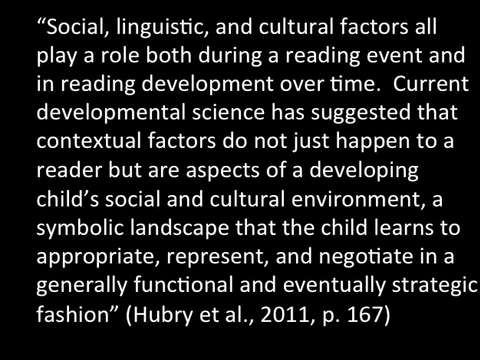 “Social, linguistic, and cultural factors all
play a role both during a reading event and
in reading development over time.  Current
developmental science has suggested that
contextual factors do not just happen to a
reader but are aspects of a developing
child’s social and cultural environment, a
symbolic landscape that the child learns to
appropriate, represent, and negotiate in a
generally functional and eventually strategic
fashion” (Hubry et al., 2011, p. 167)